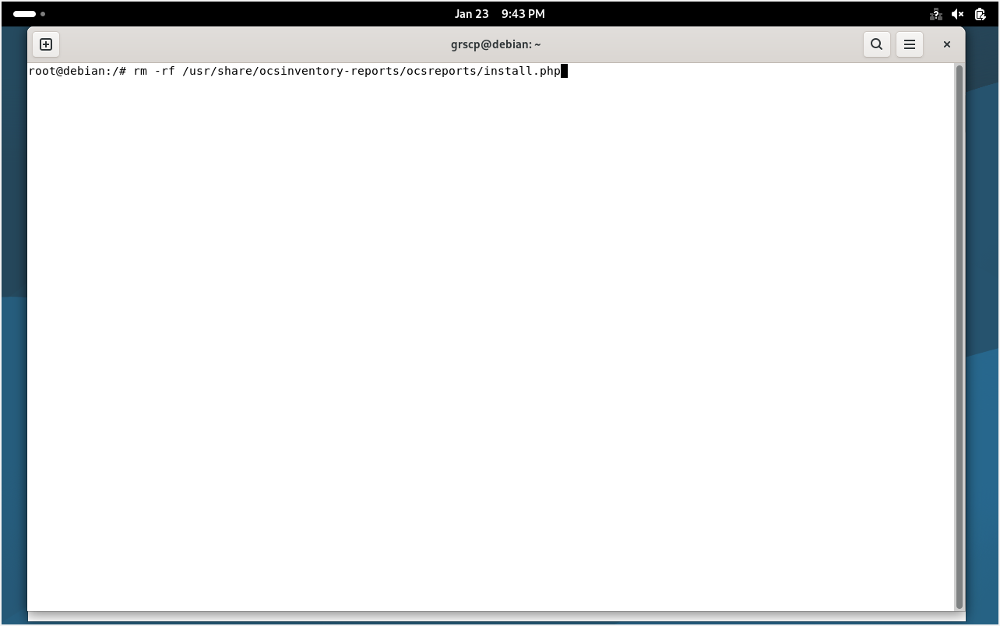 Jan 23 9:43 PM
grscp@debian: ~
root@debian:/# rm -rf /usr/share/ocsinventory-reports/ocsreports/install.php